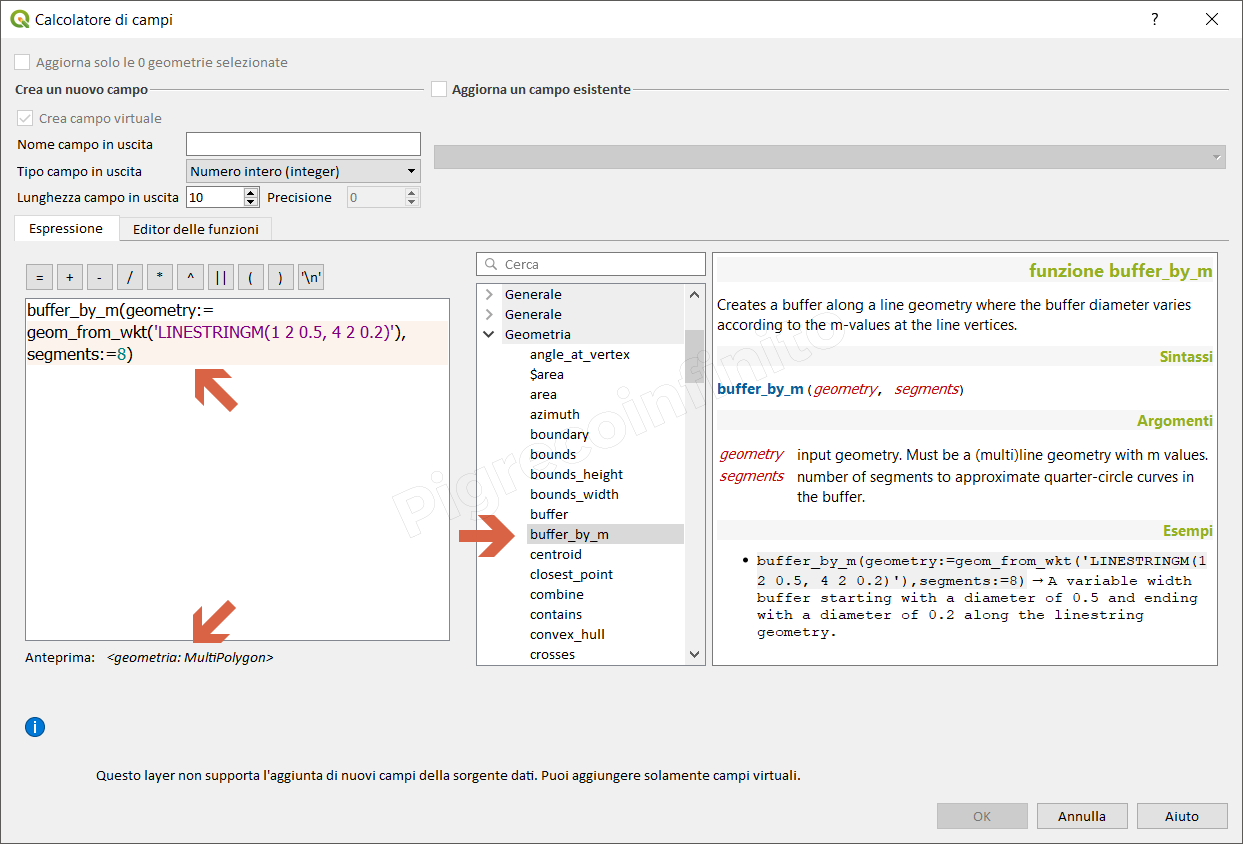 Calcolatore di campi
?
Aggiorna solo le 0 geometrie selezionate
Crea un nuovo campo
Aggiorna un campo esistente
Crea campo virtuale
Nome campo in uscita
Tipo campo in uscita
Numero intero (integer)
Lunghezza campo in uscita
10
Precisione
0
Espressione
Editor delle funzioni
= + - / * ^ || ( ) '\n'
buffer_by_m(geometry:=
geom_from_wkt('LINESTRINGM(1 2 0.5, 4 2 0.2)'),
segments:=8)
Anteprima: <geometria: MultiPolygon>
Cerca
Generale
Generale
Geometria
angle_at_vertex
$area
area
azimuth
boundary
bounds
bounds_height
bounds_width
buffer
buffer_by_m
centroid
closest_point
combine
contains
convex_hull
crosses
Pigrecoinfinito
funzione buffer_by_m
Creates a buffer along a line geometry where the buffer diameter varies
according to the m-values at the line vertices.
Sintassi
buffer_by_m (geometry, segments)
Argomenti
geometry input geometry. Must be a (multi)line geometry with m values.
segments number of segments to approximate quarter-circle curves in
the buffer.
Esempi
• buffer_by_m(geometry:=geom_from_wkt('LINESTRINGM(1
2 0.5, 4 2 0.2)'),segments:=8) → A variable width
buffer starting with a diameter of 0.5 and ending
with a diameter of 0.2 along the linestring
geometry.
i
Questo layer non supporta l'aggiunta di nuovi campi della sorgente dati. Puoi aggiungere solamente campi virtuali.
OK
Annulla
Aiuto